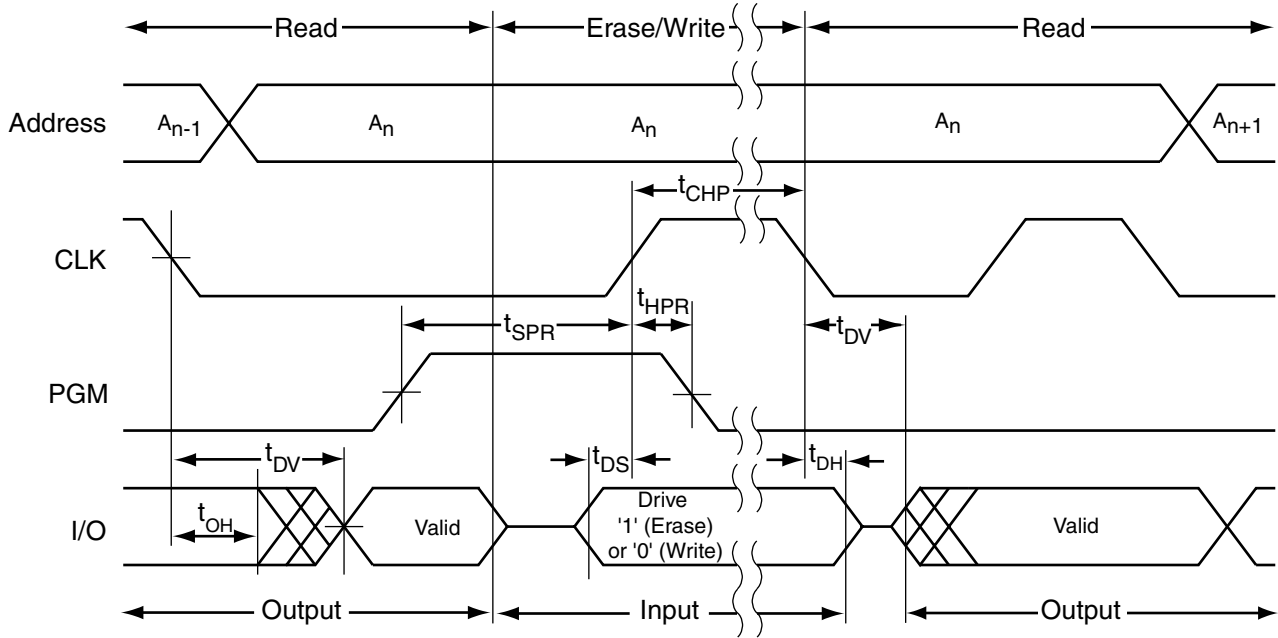 Read Erase/Write Read
Address An-1 An An An An+1
tCHP
CLK
tHPR
tSPR tDV
PGM
tDV tDS tDH
Drive
tOH '1' (Erase)
I/O Valid or '0' (Write) Valid
Output Input Output